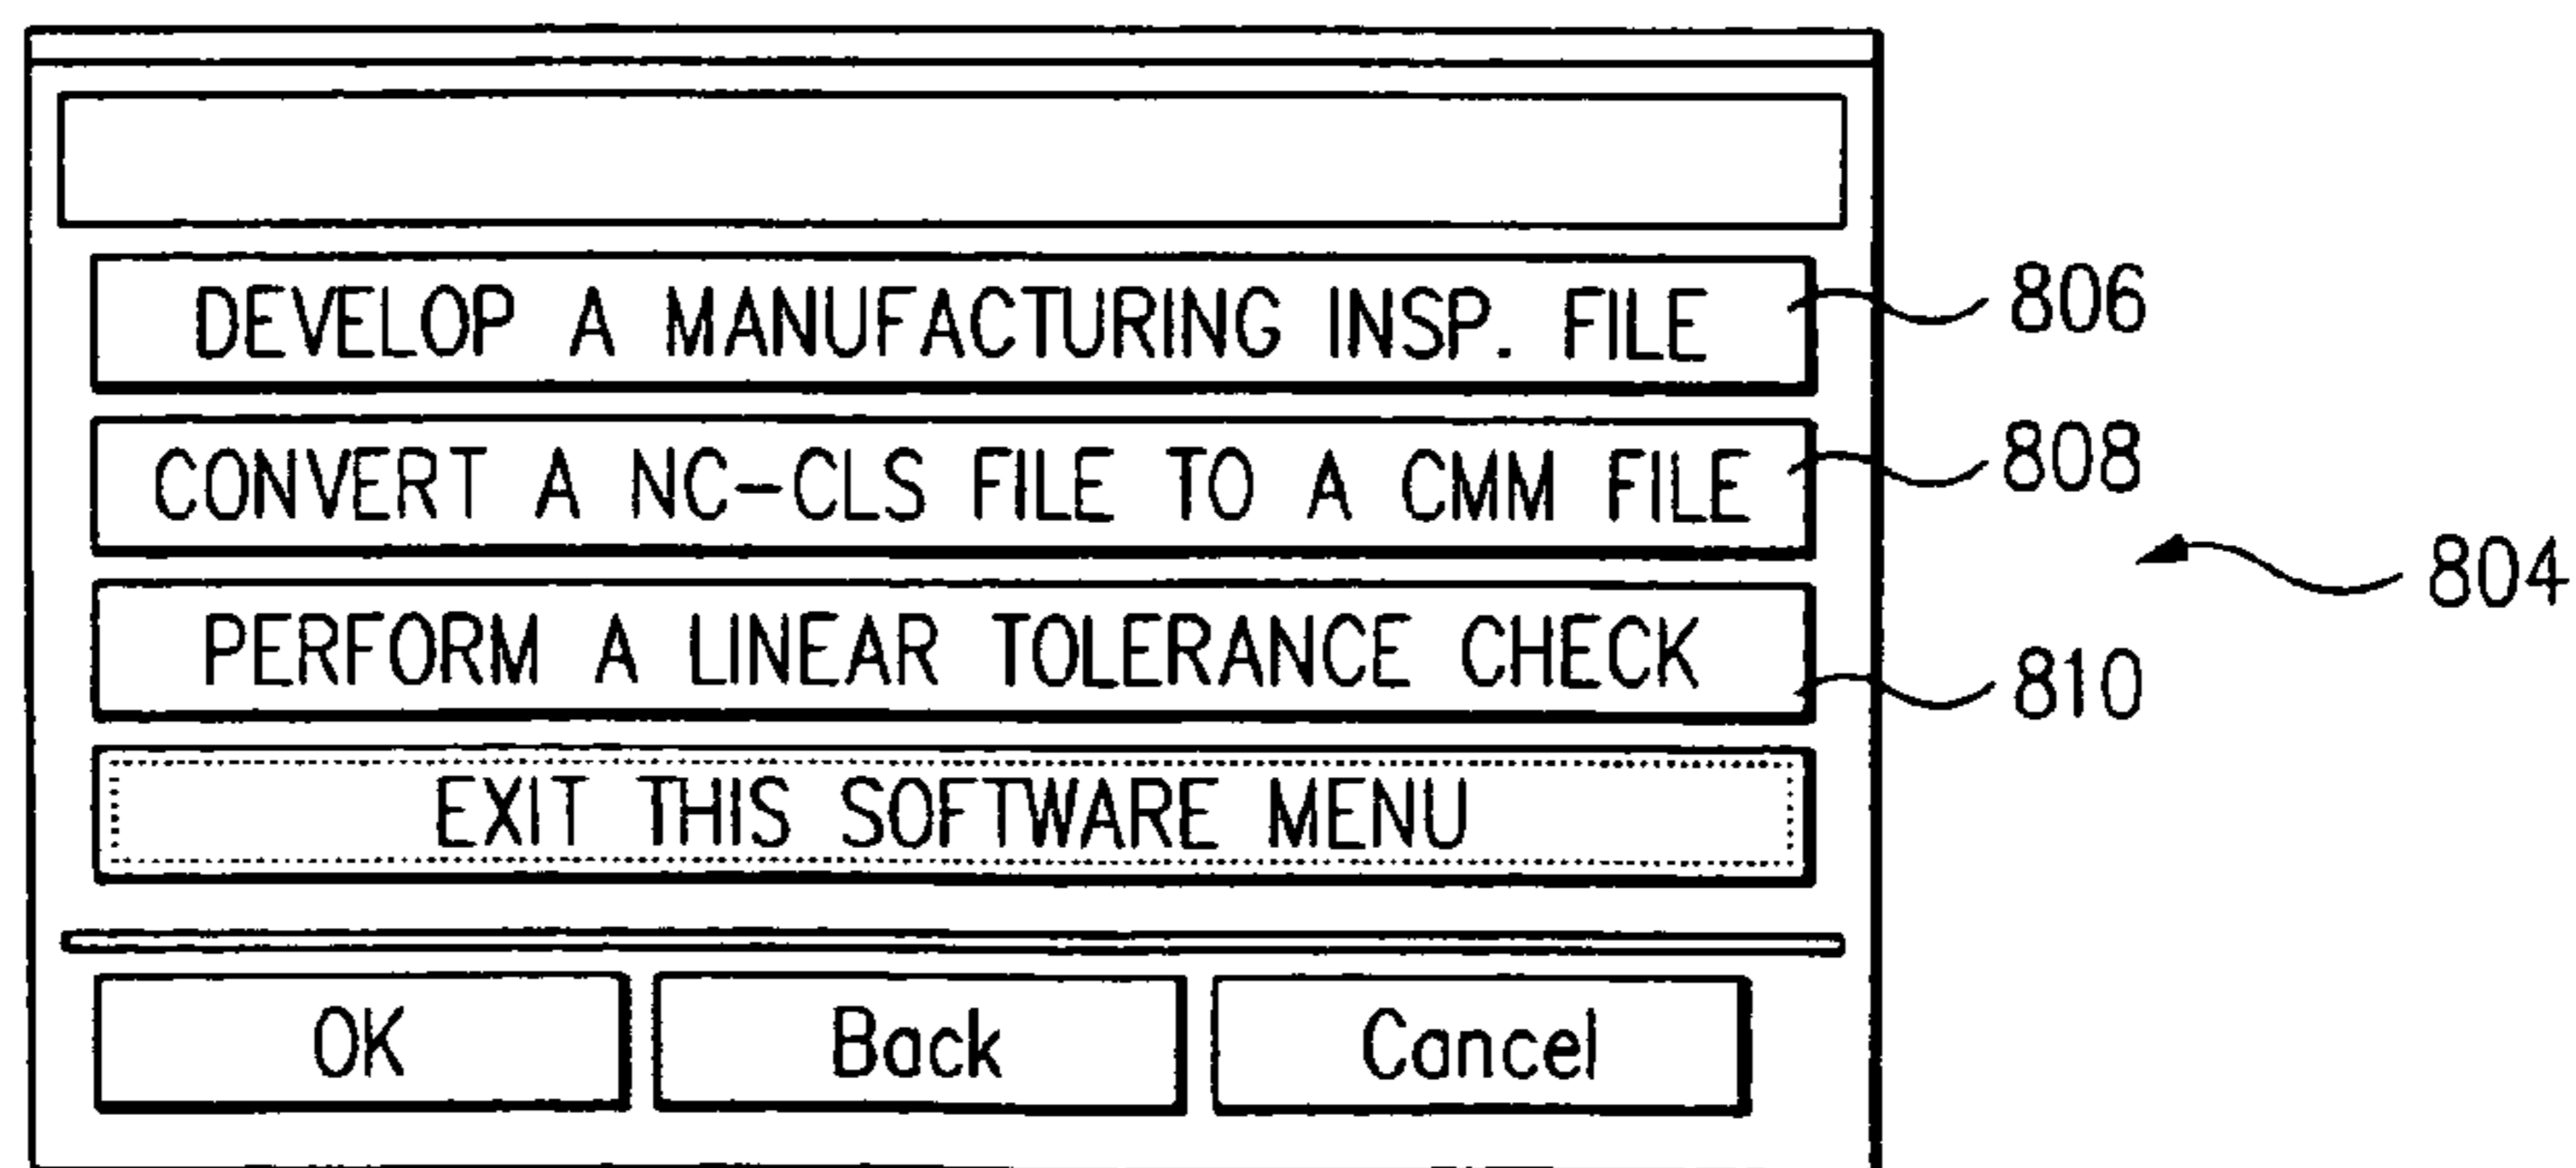 DEVELOP A MANUFACTURING INSP. FILE
806
CONVERT A NC-CLS FILE TO A CMM FILE
808
804
PERFORM A LINEAR TOLERANCE CHECK
810
EXIT THIS SOFTWARE MENU
OK
Back
Cancel